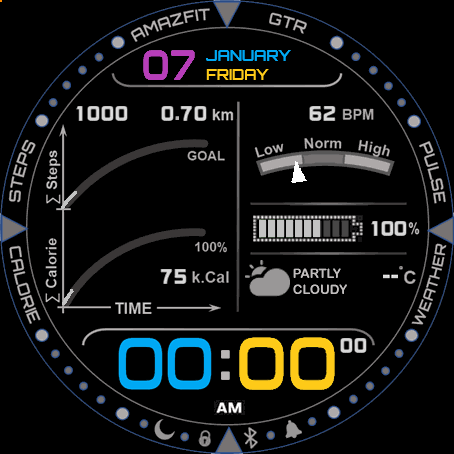 AMAZFIT GTR
07 JANUARY
FRIDAY
1000 0.70 km
62 BPM
Low Norm High
STEPS
Σ Steps
GOAL
PULSE
100%
CALORIE
Σ Calorie
100%
75 k.Cal
TIME
PARTLY
CLOUDY
--°C
WEATHER
00:00 00
AM